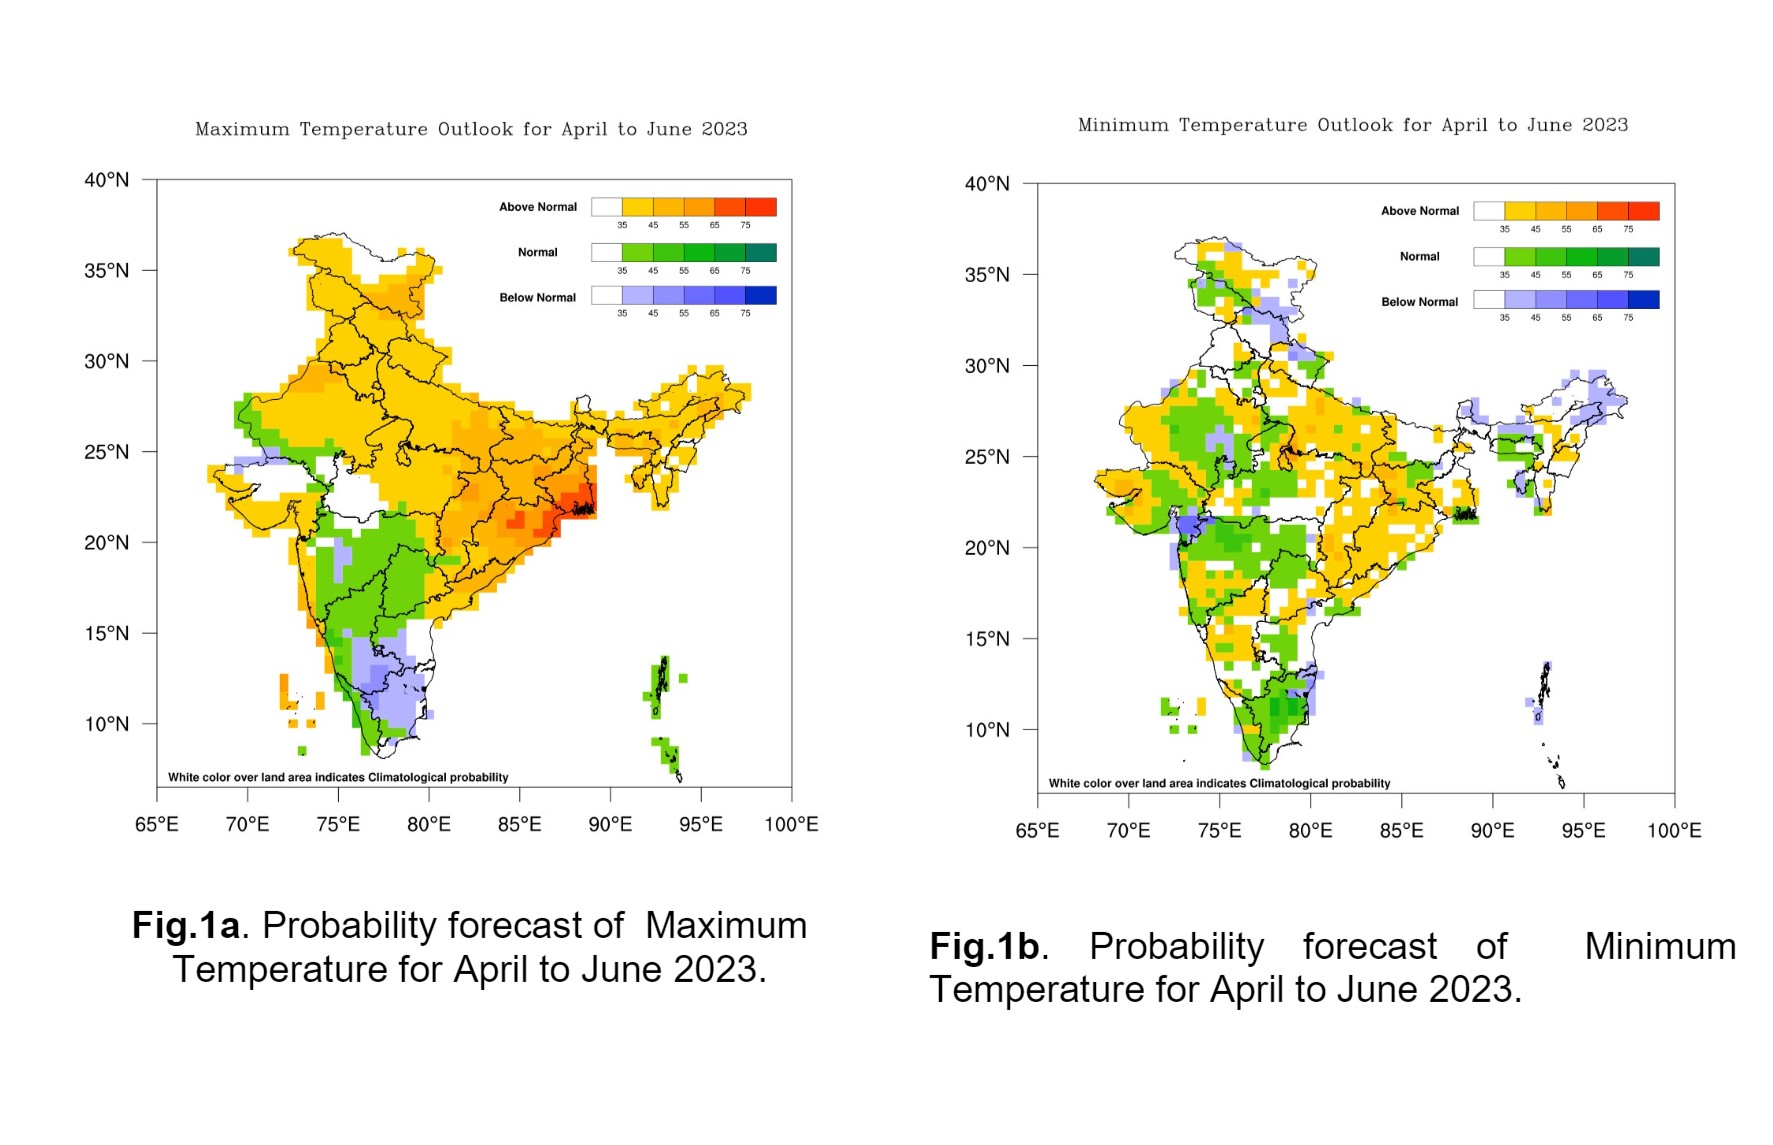 Maximum Temperature Outlook for April to June 2023
40°N
35°N
30°N
25°N
20°N
15°N
10°N
Above Normal
35 45 55 65 75
Normal
35 45 55 65 75
Below Normal
35 45 55 65 75
White color over land area indicates Climatological probability
65°E 70°E 75°E 80°E 85°E 90°E 95°E 100°E
Fig.1a. Probability forecast of Maximum
Temperature for April to June 2023.
Minimum Temperature Outlook for April to June 2023
40°N
35°N
30°N
25°N
20°N
15°N
10°N
Above Normal
35 45 55 65 75
Normal
35 45 55 65 75
Below Normal
35 45 55 65 75
White color over land area indicates Climatological probability
65°E 70°E 75°E 80°E 85°E 90°E 95°E 100°E
Fig.1b. Probability forecast of Minimum
Temperature for April to June 2023.